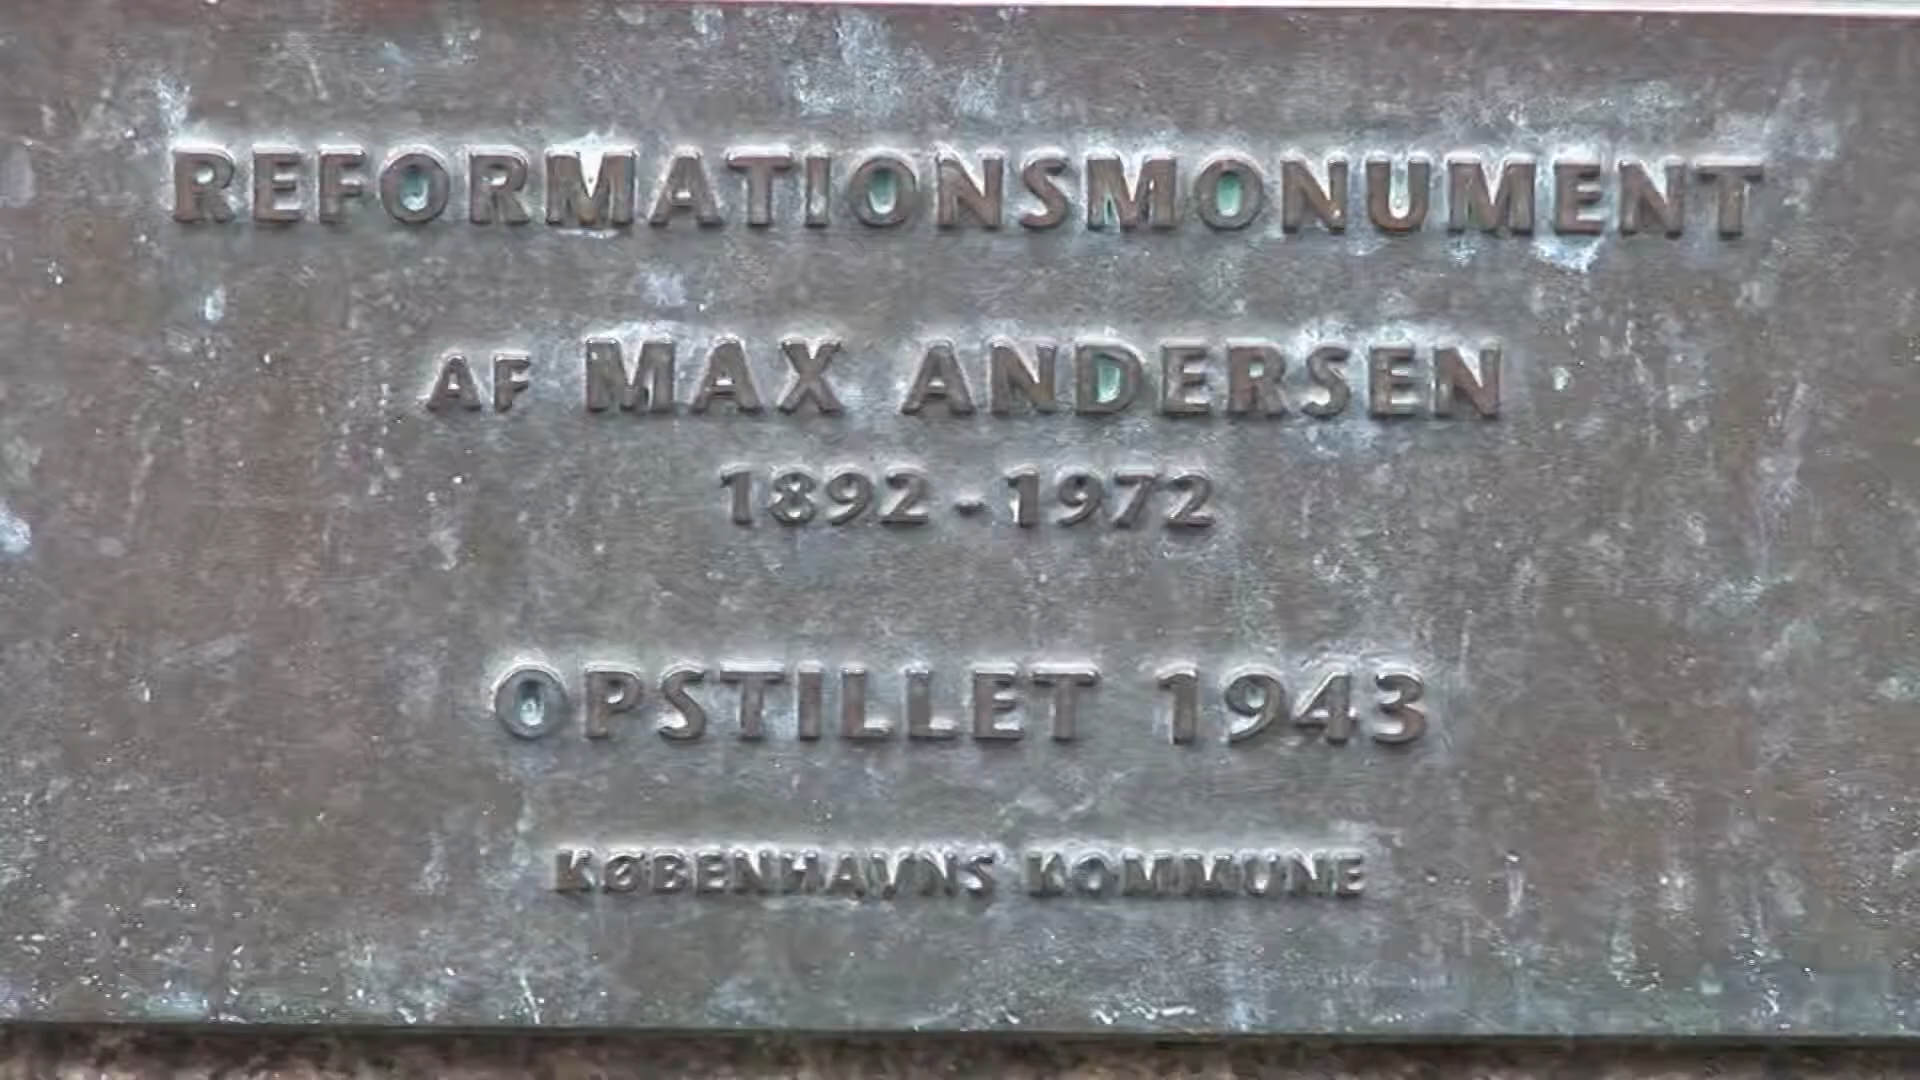 REFORMATIONSMONUMENT
AF MAX ANDERSEN
1892-1972
OPSTILLET 1943
KØBENHAVNS KOMMUNE